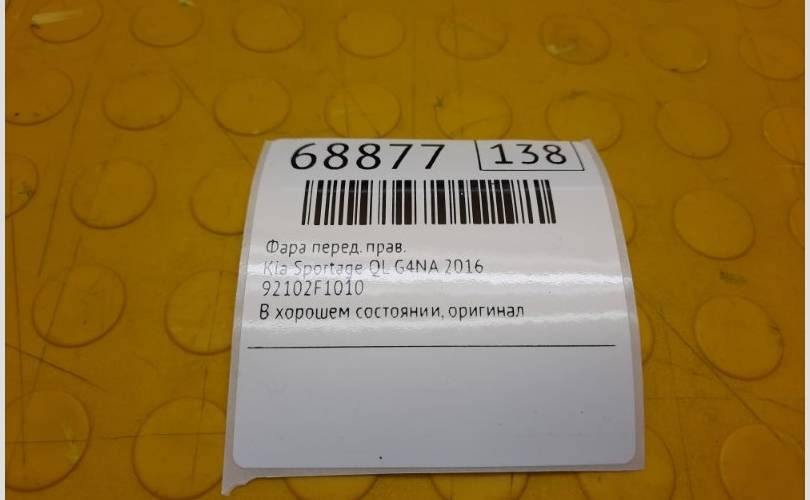 68877 138
Фара перед. прав.
Kia Sportage QL G4NA 2016
92102F1010
В хорошем состоянии, оригинал